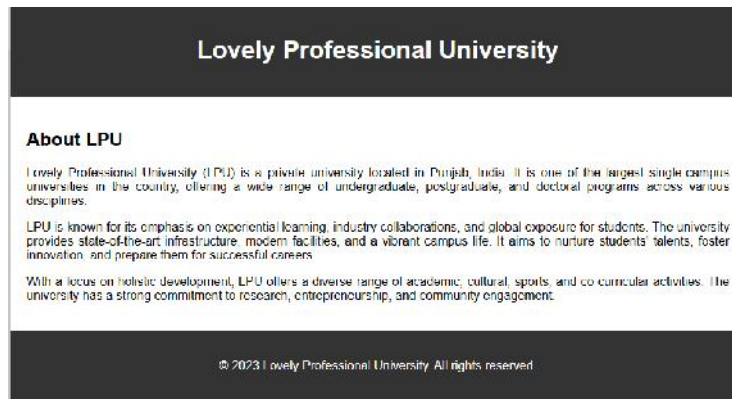 Lovely Professional University
About LPU
Lovely Professional University (LPU) is a private university located in Punjab, India. It is one of the largest single-campus
universities in the country, offering a wide range of undergraduate, postgraduate, and doctoral programs across various
disciplines.
LPU is known for its emphasis on experiential learning, industry collaborations, and global exposure for students. The university
provides state-of-the-art infrastructure, modern facilities, and a vibrant campus life. It aims to nurture students' talents, foster
innovation, and prepare them for successful careers.
With a focus on holistic development, LPU offers a diverse range of academic, cultural, sports, and co-curricular activities. The
university has a strong commitment to research, entrepreneurship, and community engagement.
© 2023 Lovely Professional University. All rights reserved.